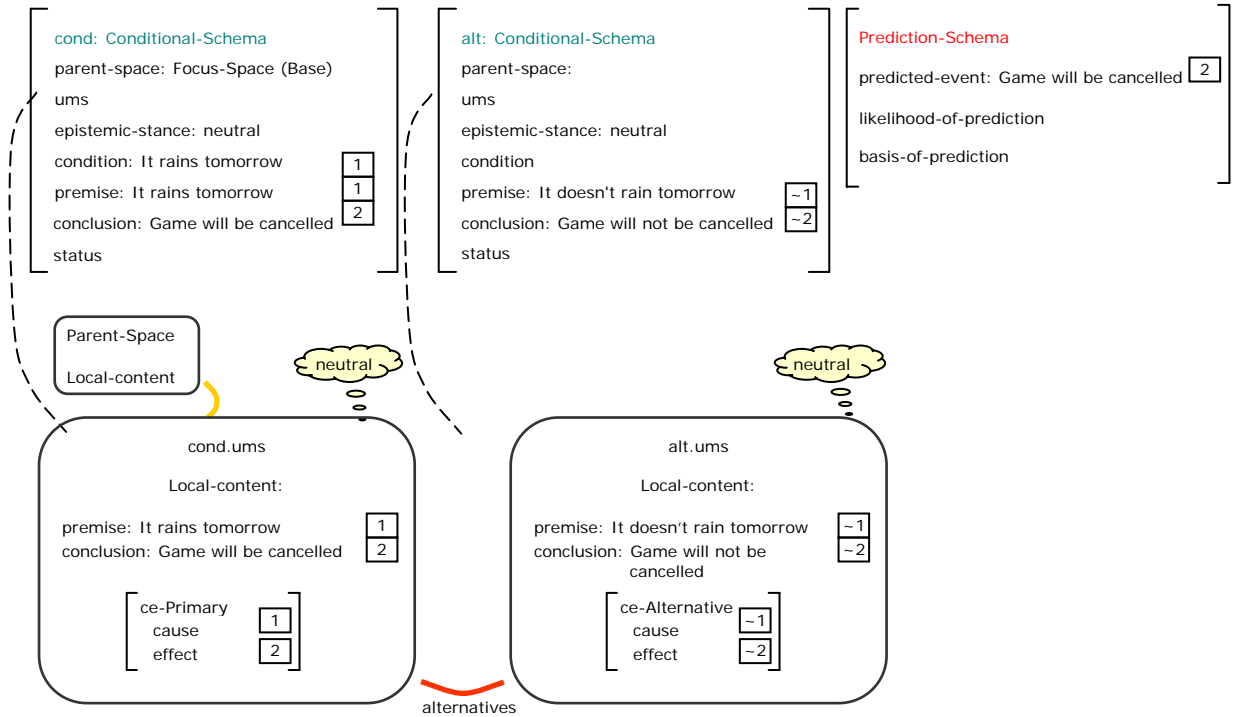 cond: Conditional-Schema
parent-space: Focus-Space (Base)
ums
epistemic-stance: neutral
condition: It rains tomorrow 1
premise: It rains tomorrow 1
conclusion: Game will be cancelled 2
status
alt: Conditional-Schema
parent-space:
ums
epistemic-stance: neutral
condition
premise: It doesn't rain tomorrow ~1
conclusion: Game will not be cancelled ~2
status
Prediction-Schema
predicted-event: Game will be cancelled 2
likelihood-of-prediction
basis-of-prediction
Parent-Space
Local-content
neutral
neutral
cond.ums
Local-content:
premise: It rains tomorrow 1
conclusion: Game will be cancelled 2
ce-Primary
cause 1
effect 2
alt.ums
Local-content:
premise: It doesn’t rain tomorrow ~1
conclusion: Game will not be ~2
cancelled
ce-Alternative
cause ~1
effect ~2
alternatives